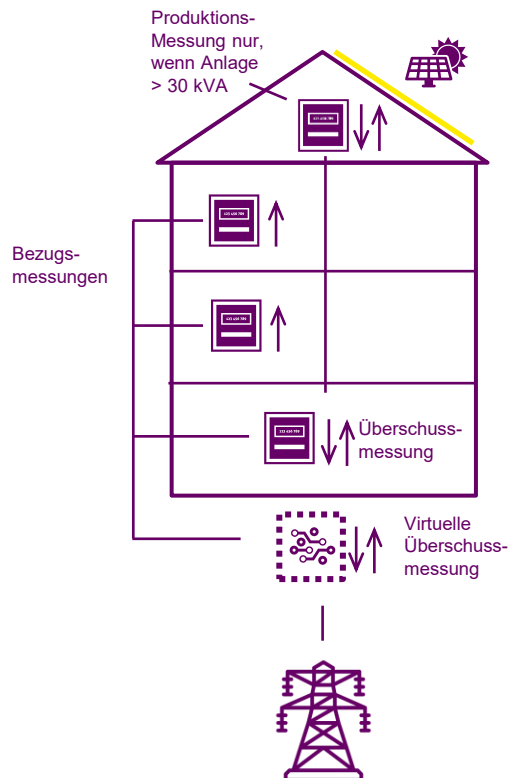 Produktions-
Messung nur,
wenn Anlage
> 30 kVA
Bezugs-
messungen
Überschuss-
messung
Virtuelle
Überschuss-
messung